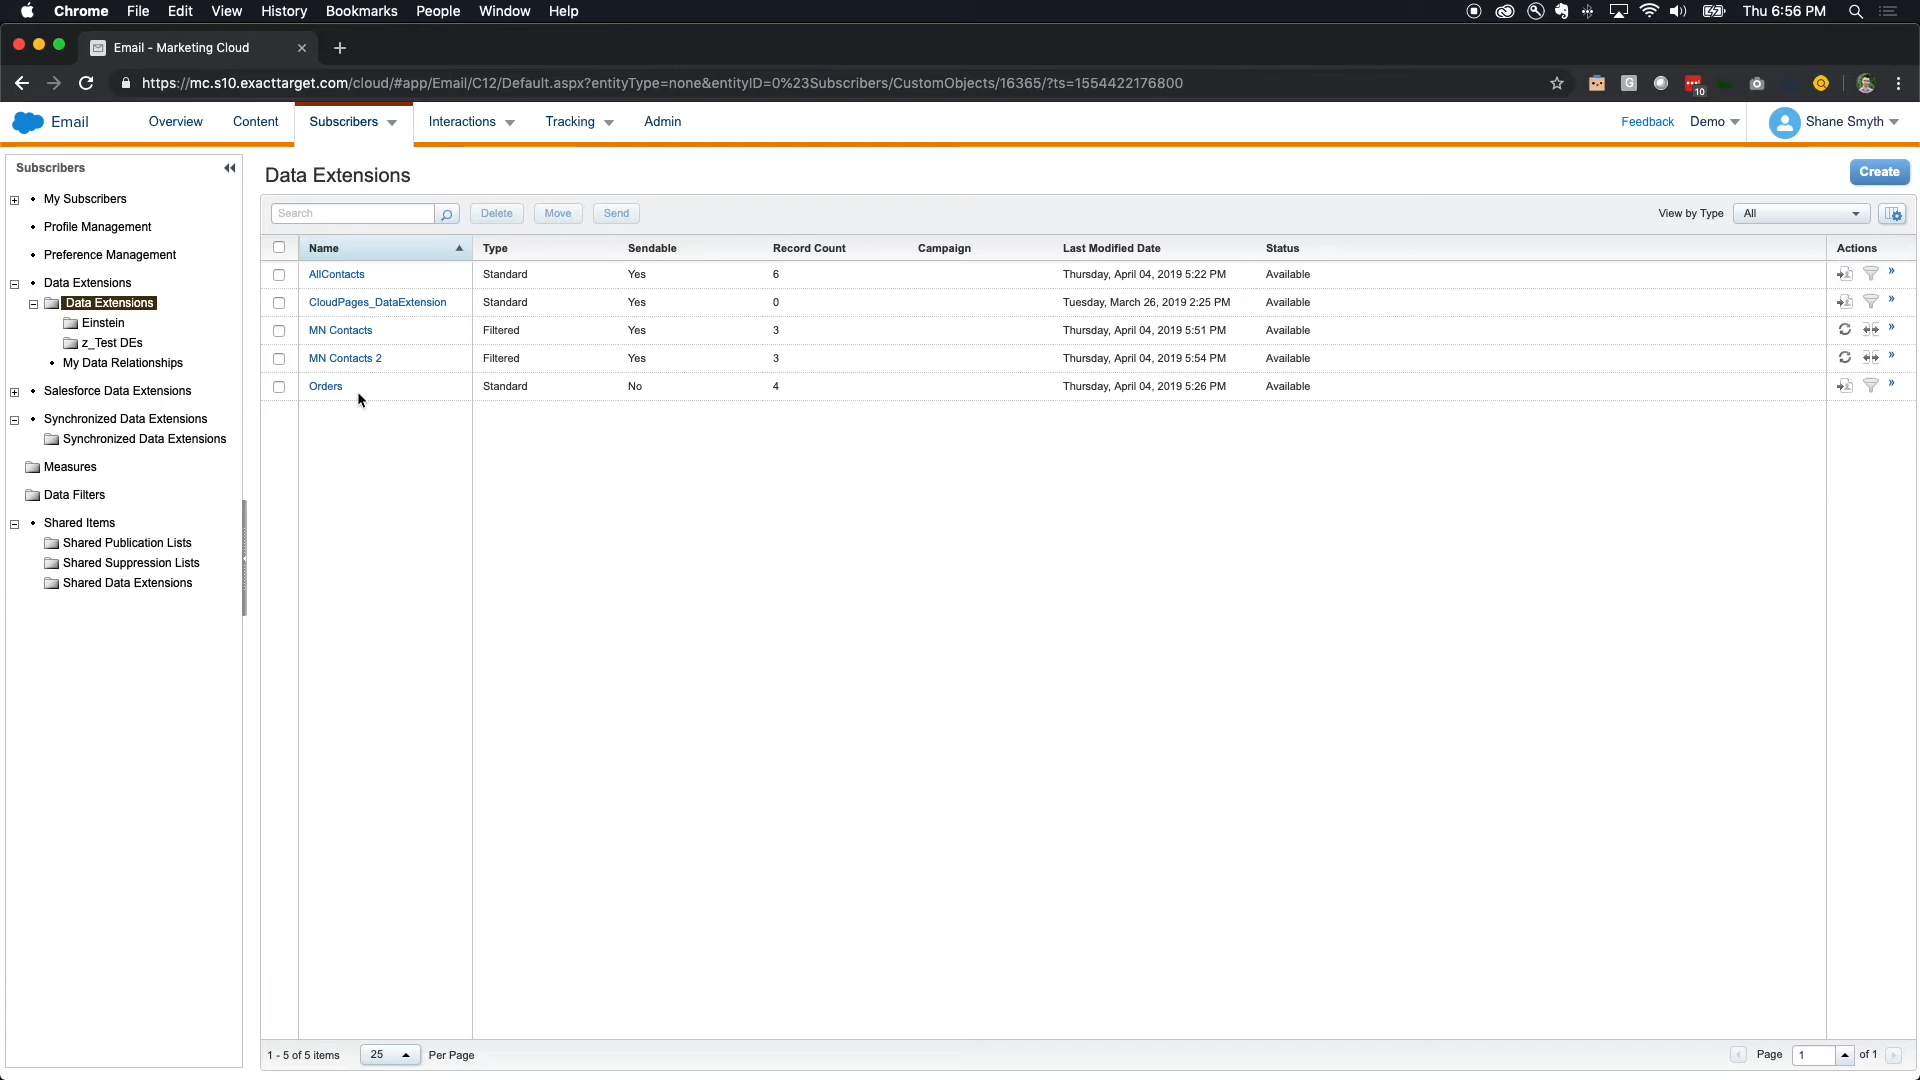 Chrome File Edit View History Bookmarks People Window Help Thu 6:56 PM
Email - Marketing Cloud
https://mc.s10.exacttarget.com/cloud/#app/Email/C12/Default.aspx?entityType=none&entityID=0%23Subscribers/CustomObjects/16365/?ts=1554422176800
G
10
Email Overview Content Subscribers Interactions Tracking Admin Feedback Demo Shane Smyth
Subscribers
My Subscribers
Profile Management
Preference Management
Data Extensions
Data Extensions
Einstein
z_Test DEs
My Data Relationships
Salesforce Data Extensions
Synchronized Data Extensions
Synchronized Data Extensions
Measures
Data Filters
Shared Items
Shared Publication Lists
Shared Suppression Lists
Shared Data Extensions
Data Extensions Create
Search Delete Move Send View by Type All
Name Type Sendable Record Count Campaign Last Modified Date Status Actions
AllContacts Standard Yes 6 Thursday, April 04, 2019 5:22 PM Available
CloudPages_DataExtension Standard Yes 0 Tuesday, March 26, 2019 2:25 PM Available
MN Contacts Filtered Yes 3 Thursday, April 04, 2019 5:51 PM Available
MN Contacts 2 Filtered Yes 3 Thursday, April 04, 2019 5:54 PM Available
Orders Standard No 4 Thursday, April 04, 2019 5:26 PM Available
1 - 5 of 5 items 25 Per Page Page 1 of 1